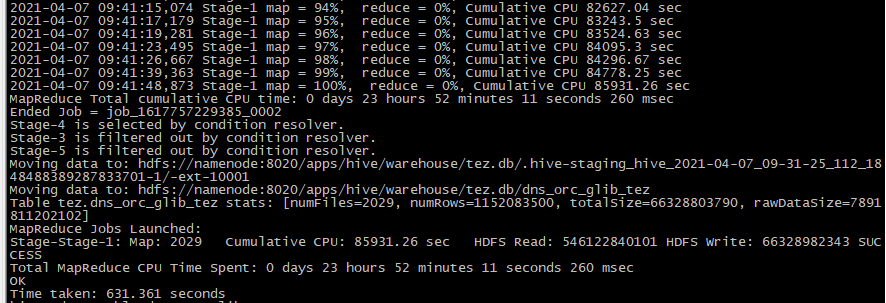 2021-04-07 09:41:15,074 Stage-1 map = 94%,  reduce = 0%, Cumulative CPU 82627.04 sec
2021-04-07 09:41:17,179 Stage-1 map = 95%,  reduce = 0%, Cumulative CPU 83243.5 sec
2021-04-07 09:41:19,281 Stage-1 map = 96%,  reduce = 0%, Cumulative CPU 83524.63 sec
2021-04-07 09:41:23,495 Stage-1 map = 97%,  reduce = 0%, Cumulative CPU 84095.3 sec
2021-04-07 09:41:26,667 Stage-1 map = 98%,  reduce = 0%, Cumulative CPU 84296.67 sec
2021-04-07 09:41:39,363 Stage-1 map = 99%,  reduce = 0%, Cumulative CPU 84778.25 sec
2021-04-07 09:41:48,873 Stage-1 map = 100%,  reduce = 0%, Cumulative CPU 85931.26 sec
MapReduce Total cumulative CPU time: 0 days 23 hours 52 minutes 11 seconds 260 msec
Ended Job = job_1617757229385_0002
Stage-4 is selected by condition resolver.
Stage-3 is filtered out by condition resolver.
Stage-5 is filtered out by condition resolver.
Moving data to: hdfs://namenode:8020/apps/hive/warehouse/tez.db/.hive-staging_hive_2021-04-07_09-31-25_112_18
48488389287833701-1/-ext-10001
Moving data to: hdfs://namenode:8020/apps/hive/warehouse/tez.db/dns_orc_glib_tez
Table tez.dns_orc_glib_tez stats: [numFiles=2029, numRows=1152083500, totalSize=66328803790, rawDataSize=7891
811202102]
MapReduce Jobs Launched:
Stage-Stage-1: Map: 2029   Cumulative CPU: 85931.26 sec   HDFS Read: 546122840101 HDFS Write: 66328982343 SUC
CESS
Total MapReduce CPU Time Spent: 0 days 23 hours 52 minutes 11 seconds 260 msec
OK
Time taken: 631.361 seconds